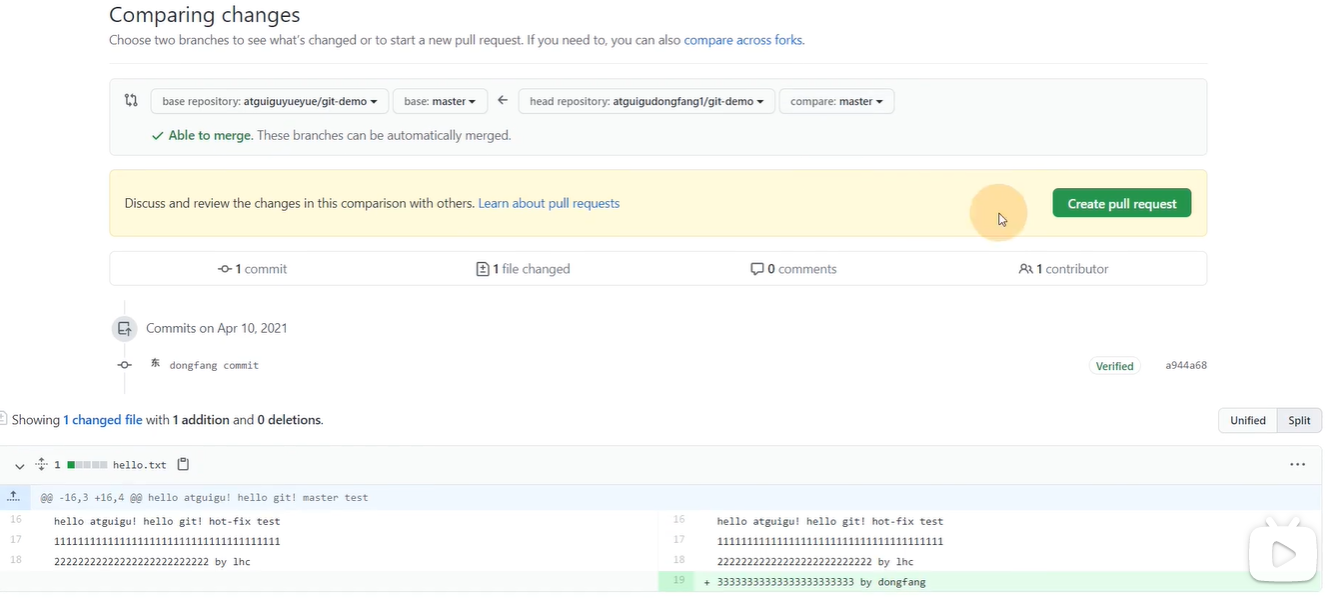 Comparing changes
Choose two branches to see what's changed or to start a new pull request. If you need to, you can also compare across forks.
base repository: atguiguyueyue/git-demo base: master head repository: atguigudongfang1/git-demo compare: master
Able to merge. These branches can be automatically merged.
Discuss and review the changes in this comparison with others. Learn about pull requests Create pull request
1 commit 1 file changed 0 comments 1 contributor
Commits on Apr 10, 2021
东 dongfang commit Verified a944a68
Showing 1 changed file with 1 addition and 0 deletions. Unified Split
1 hello.txt
@@ -16,3 +16,4 @@ hello atguigu! hello git! master test
16 hello atguigu! hello git! hot-fix test 16 hello atguigu! hello git! hot-fix test
17 11111111111111111111111111111111111 17 11111111111111111111111111111111111
18 222222222222222222222222 by lhc 18 222222222222222222222222 by lhc
19 + 3333333333333333333333 by dongfang